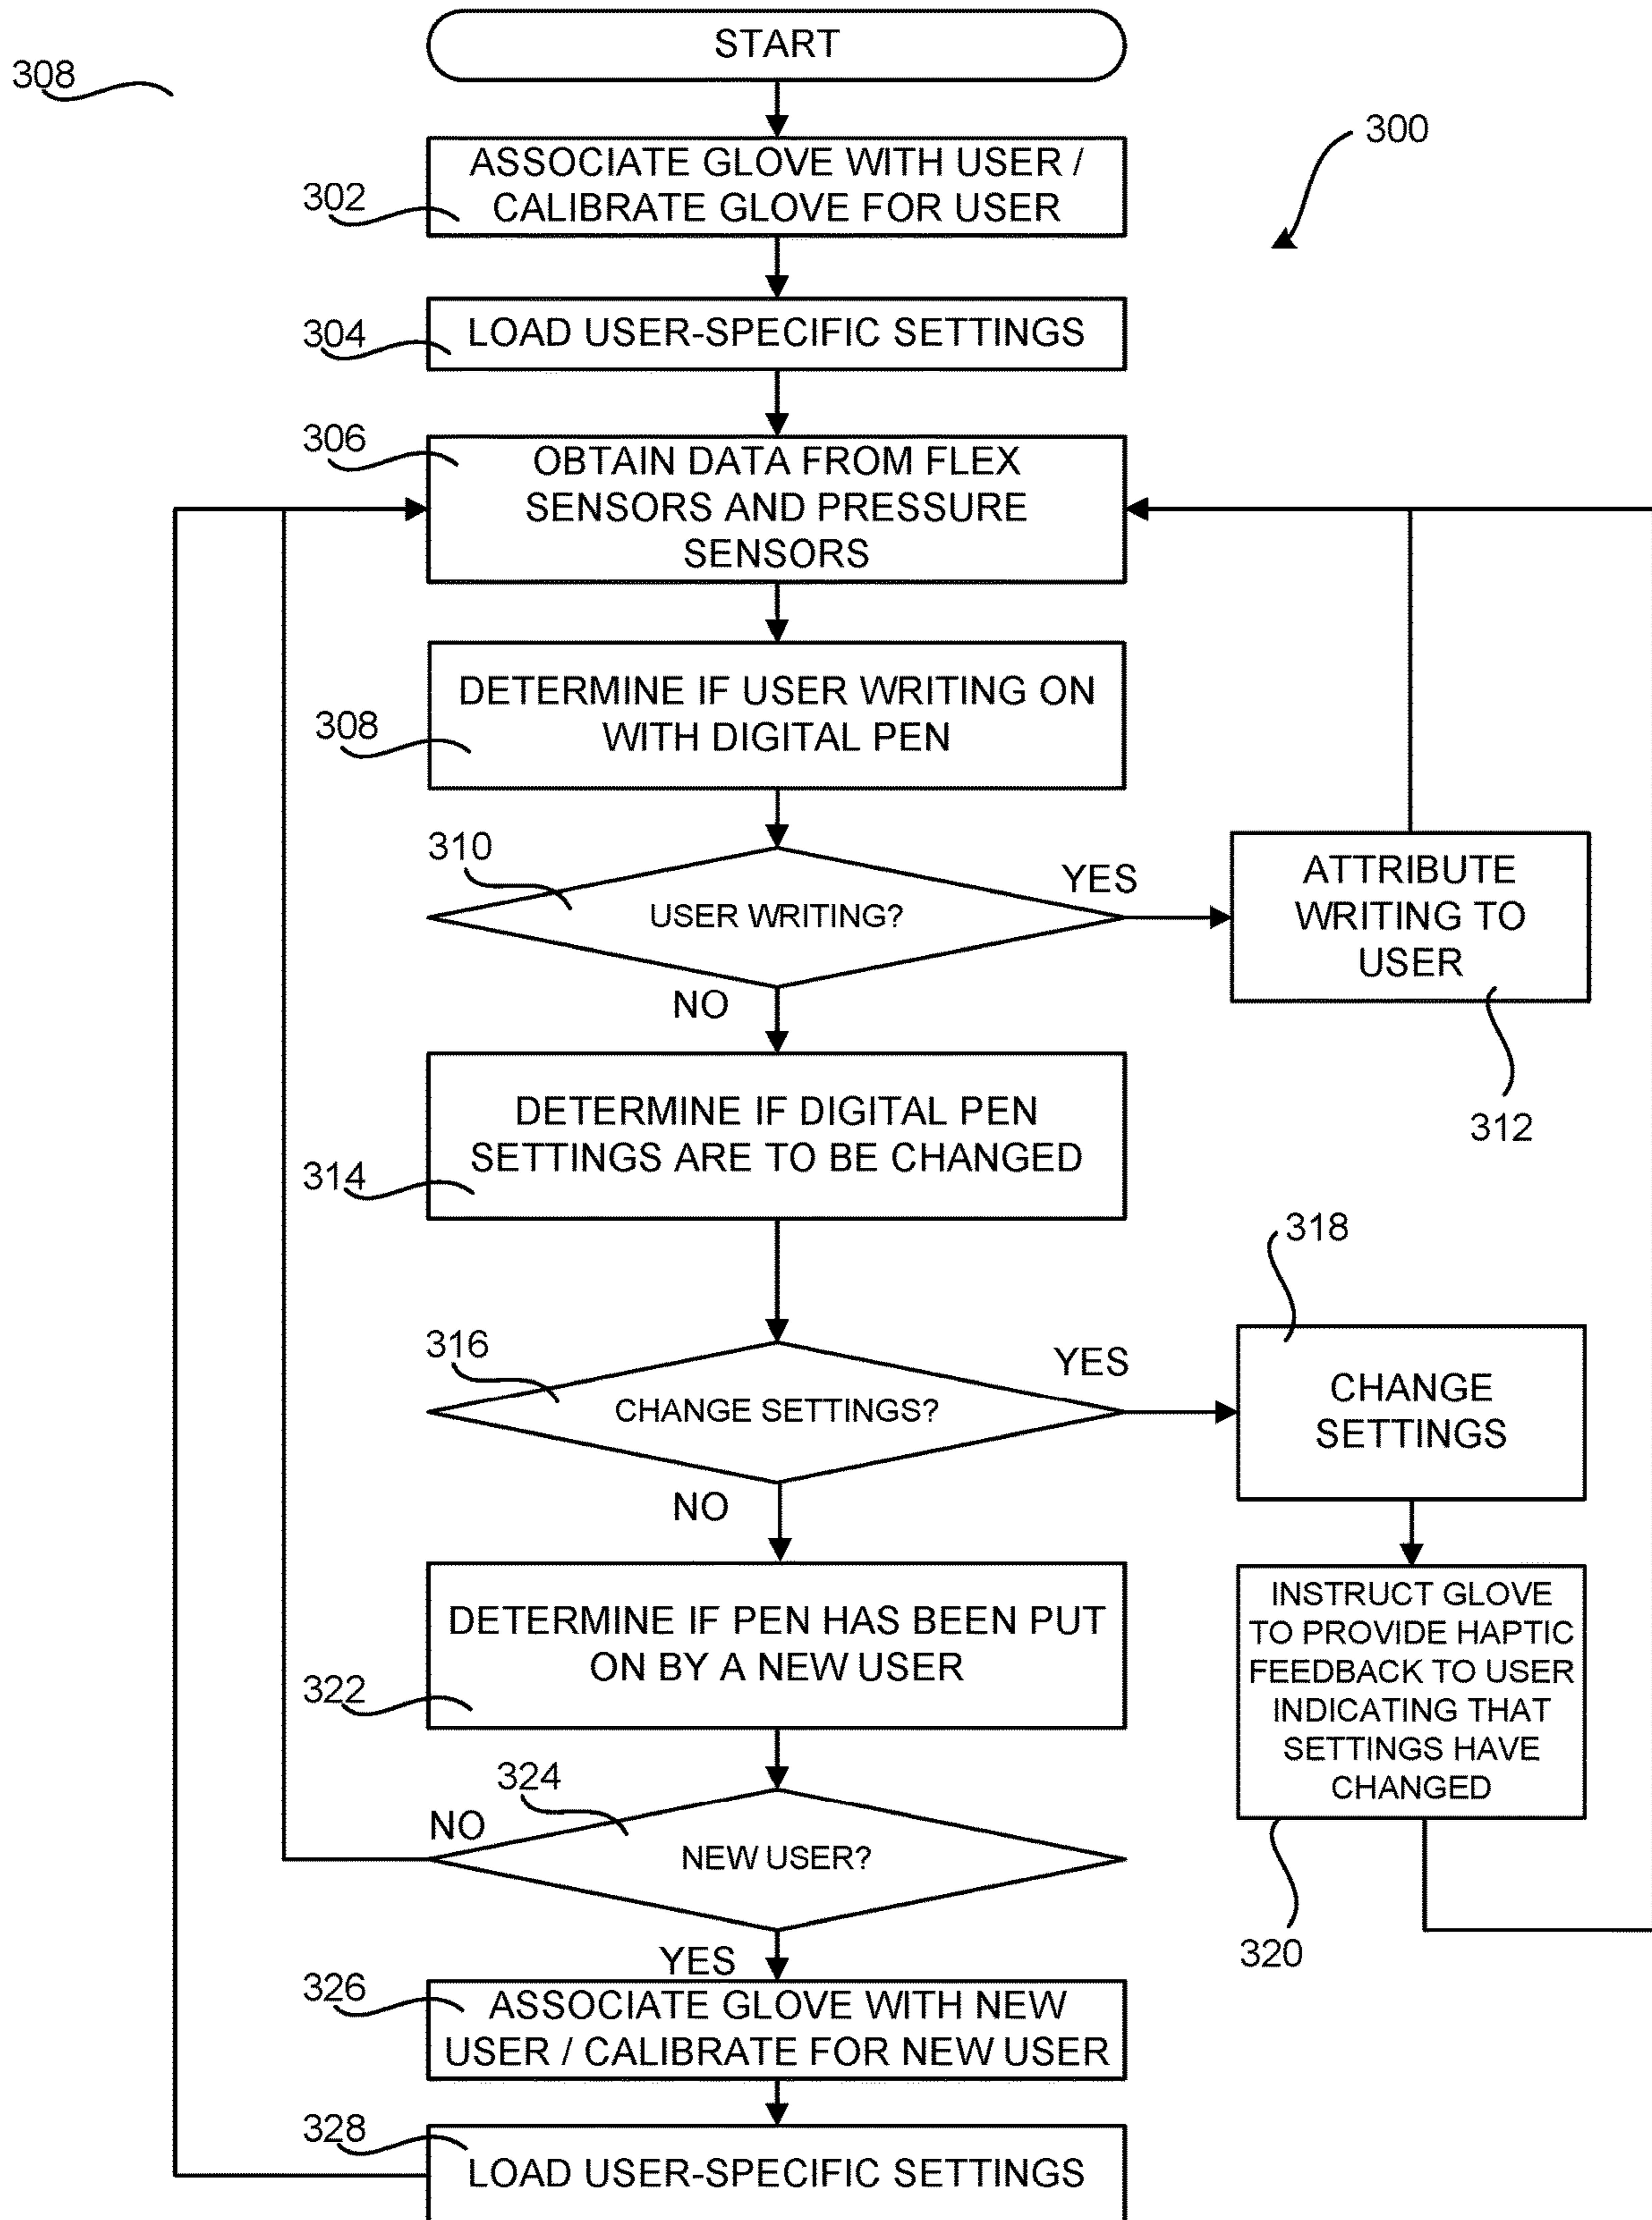 START
308
300
ASSOCIATE GLOVE WITH USER /
CALIBRATE GLOVE FOR USER
302
LOAD USER-SPECIFIC SETTINGS
304
306
OBTAIN DATA FROM FLEX
SENSORS AND PRESSURE
SENSORS
DETERMINE IF USER WRITING ON
WITH DIGITAL PEN
308
310
USER WRITING?
YES
NO
ATTRIBUTE
WRITING TO
USER
312
DETERMINE IF DIGITAL PEN
SETTINGS ARE TO BE CHANGED
314
316
CHANGE SETTINGS?
YES
NO
318
CHANGE
SETTINGS
INSTRUCT GLOVE
TO PROVIDE HAPTIC
FEEDBACK TO USER
INDICATING THAT
SETTINGS HAVE
CHANGED
320
DETERMINE IF PEN HAS BEEN PUT
ON BY A NEW USER
322
324
NO
NEW USER?
YES
326
ASSOCIATE GLOVE WITH NEW
USER / CALIBRATE FOR NEW USER
328
LOAD USER-SPECIFIC SETTINGS